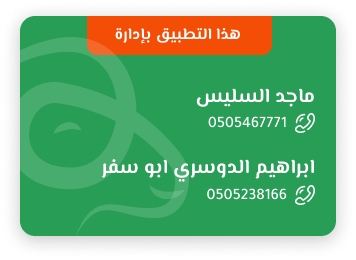 هذا التطبيق بإدارة
ماجد السليس
0505467771
ابراهيم الدوسري ابو سفر
0505238166